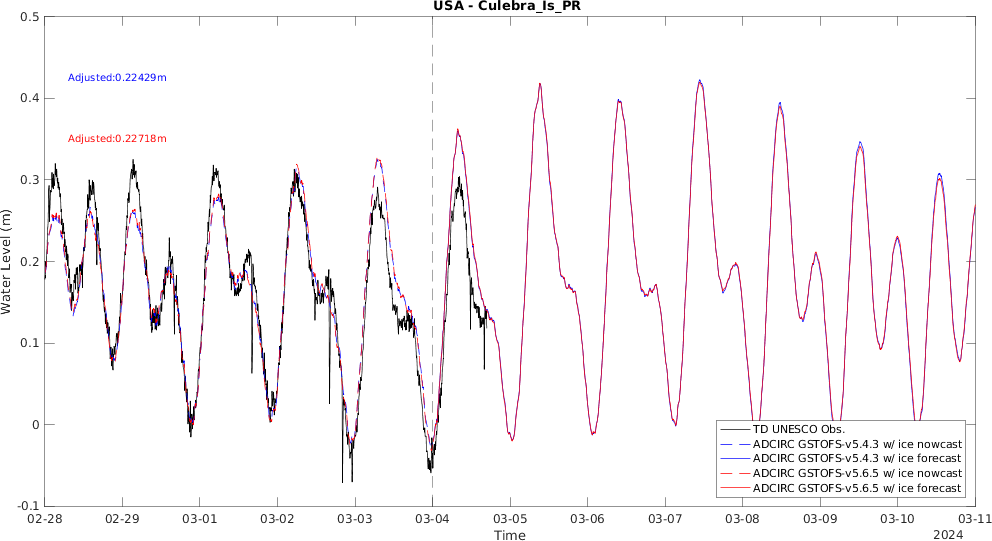 USA - Culebra_Is_PR
Adjusted:0.22429m
Adjusted:0.22718m
Water Level (m)
0.5
0.4
0.3
0.2
0.1
0
-0.1
TD UNESCO Obs.
ADCIRC GSTOFS-v5.4.3 w/ ice nowcast
ADCIRC GSTOFS-v5.4.3 w/ ice forecast
ADCIRC GSTOFS-v5.6.5 w/ ice nowcast
ADCIRC GSTOFS-v5.6.5 w/ ice forecast
02-28 02-29 03-01 03-02 03-03 03-04 03-05 03-06 03-07 03-08 03-09 03-10 03-11
Time
2024